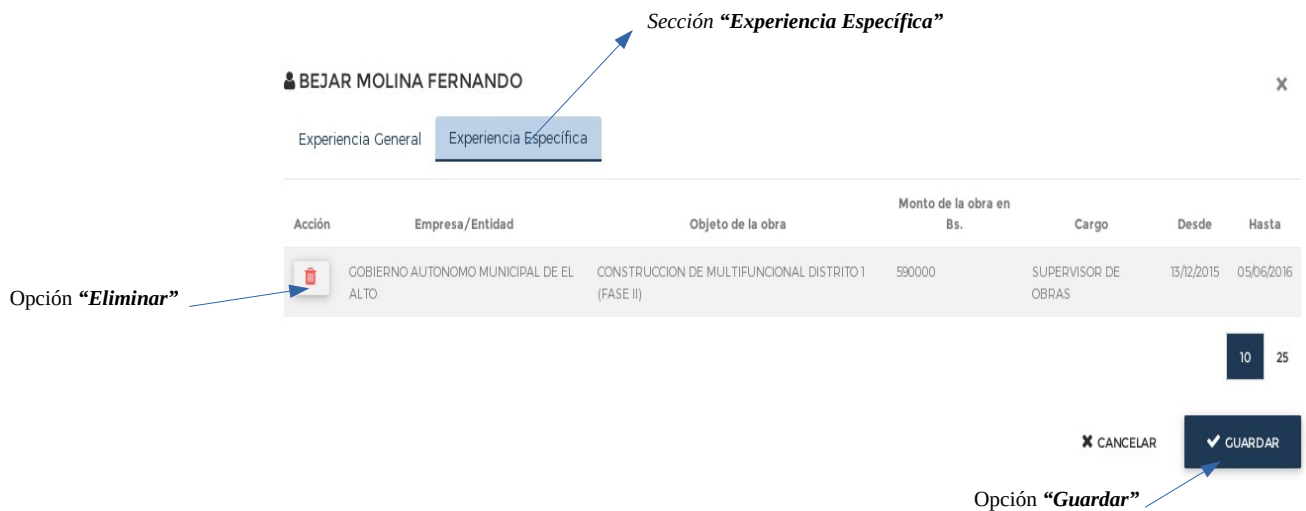 Sección “Experiencia Específica”
BEJAR MOLINA FERNANDO
Experiencia General
Experiencia Específica
Acción
Empresa/Entidad
Objeto de la obra
Monto de la obra en
Bs.
Cargo
Desde
Hasta
GOBIERNO AUTONOMO MUNICIPAL DE EL
ALTO
CONSTRUCCION DE MULTIFUNCIONAL DISTRITO 1
(FASE II)
590000
SUPERVISOR DE
OBRAS
13/12/2015
05/06/2016
Opción “Eliminar”
10
25
CANCELAR
GUARDAR
Opción “Guardar”